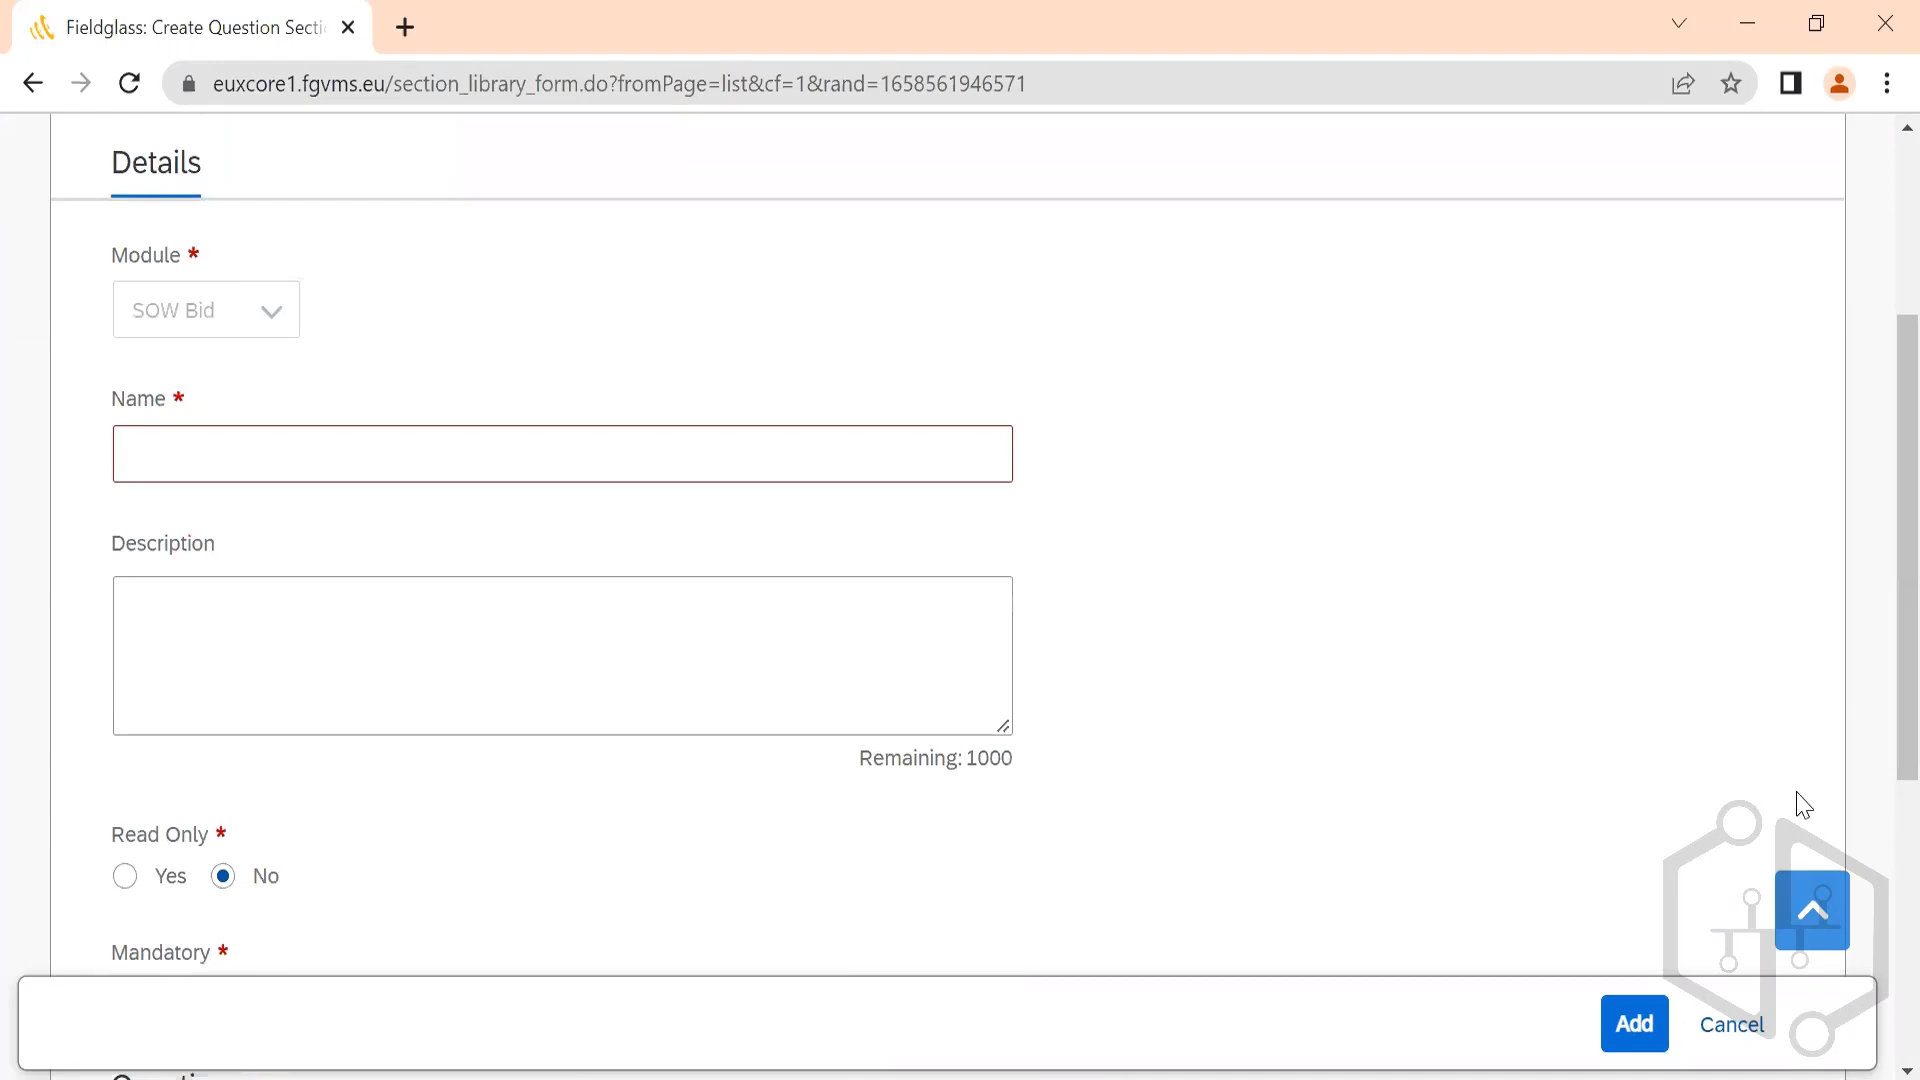 Fieldglass: Create Question Secti
euxcore1.fgvms.eu/section_library_form.do?fromPage=list&cf=1&rand=1658561946571
Details
Module *
SOW Bid
Name *
Description
Remaining: 1000
Read Only *
Yes No
Mandatory *
Add Cancel